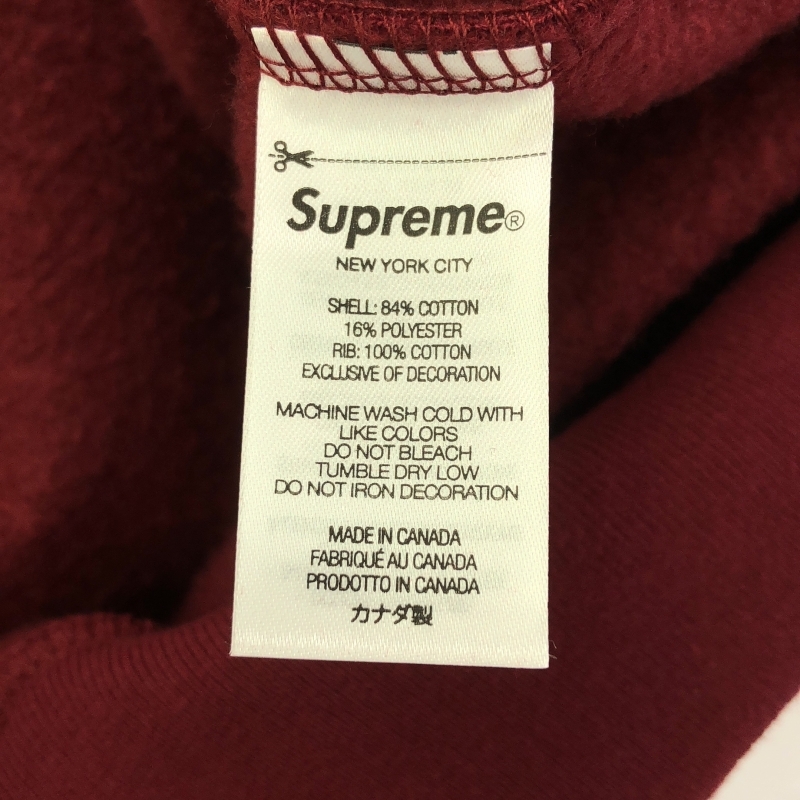 Supreme®
NEW YORK CITY
SHELL: 84% COTTON
16% POLYESTER
RIB: 100% COTTON
EXCLUSIVE OF DECORATION
MACHINE WASH COLD WITH
LIKE COLORS
DO NOT BLEACH
TUMBLE DRY LOW
DO NOT IRON DECORATION
MADE IN CANADA
FABRIQUÉ AU CANADA
PRODOTTO IN CANADA
カナダ製